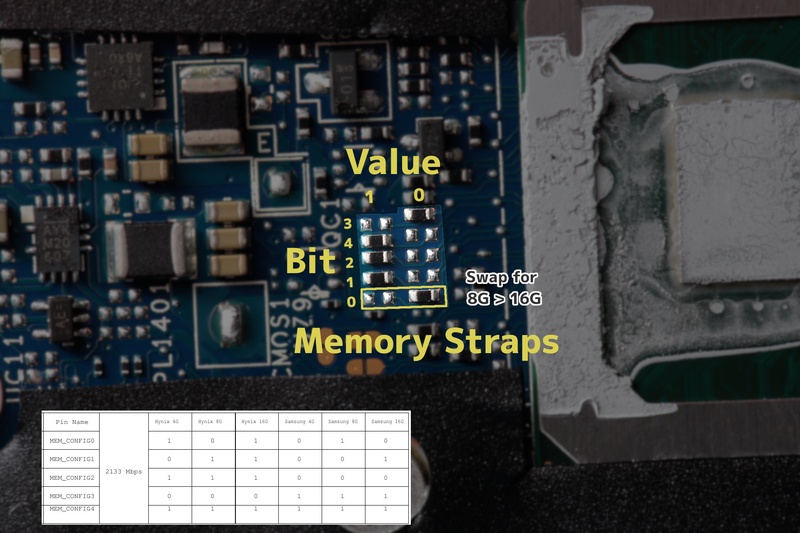 Value
1 0
3
4
Bit
2
1
0
Swap for
8G > 16G
Memory Straps
E
QC1
PL1401
CMOS1
Pin Name Hynix 4G Hynix 8G Hynix 16G Samsung 4G Samsung 8G Samsung 16G
MEM_CONFIG0 1 0 1 0 1 0
MEM_CONFIG1 0 1 1 0 0 1
2133 Mbps
MEM_CONFIG2 1 1 1 0 0 0
MEM_CONFIG3 0 0 0 1 1 1
MEM_CONFIG4 1 1 1 1 1 1